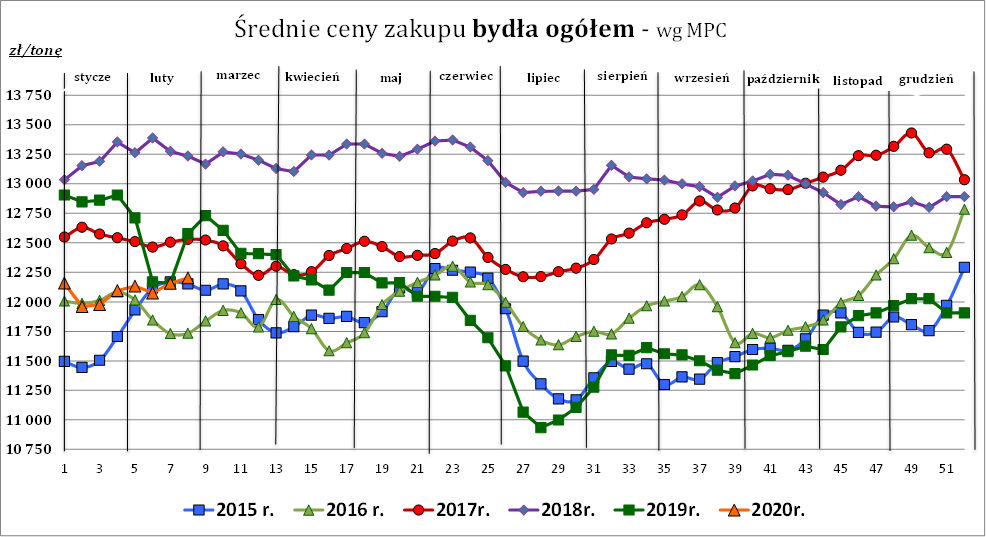 Średnie ceny zakupu bydła ogółem - wg MPC
zł/tonę
stycze luty marzec kwiecień maj czerwiec lipiec sierpień wrzesień październik listopad grudzień
13 750
13 500
13 250
13 000
12 750
12 500
12 250
12 000
11 750
11 500
11 250
11 000
10 750
1 3 5 7 9 11 13 15 17 19 21 23 25 27 29 31 33 35 37 39 41 43 45 47 49 51
2015 r. 2016 r. 2017r. 2018r. 2019r. 2020r.